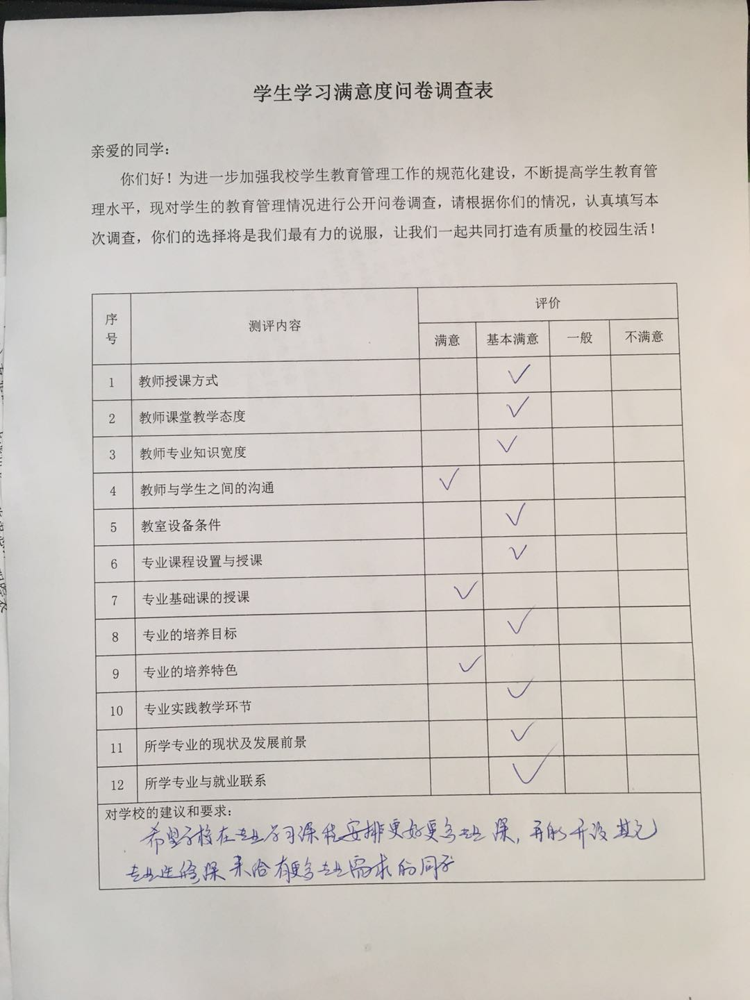 学生学习满意度问卷调查表
亲爱的同学：
你们好！为进一步加强我校学生教育管理工作的规范化建设，不断提高学生教育管
理水平，现对学生的教育管理情况进行公开问卷调查，请根据你们的情况，认真填写本
次调查，你们的选择将是我们最有力的说服，让我们一起共同打造有质量的校园生活！
序号 测评内容 评价
满意 基本满意 一般 不满意
1 教师授课方式 ✓
2 教师课堂教学态度 ✓
3 教师专业知识宽度 ✓
4 教师与学生之间的沟通 ✓
5 教室设备条件 ✓
6 专业课程设置与授课 ✓
7 专业基础课的授课 ✓
8 专业的培养目标 ✓
9 专业的培养特色 ✓
10 专业实践教学环节 ✓
11 所学专业的现状及发展前景 ✓
12 所学专业与就业联系 ✓
对学校的建议和要求：
希望学校在专业学习课程安排更好更多专业课，再能开设其它
专业选修课来给有更多专业需求的同学